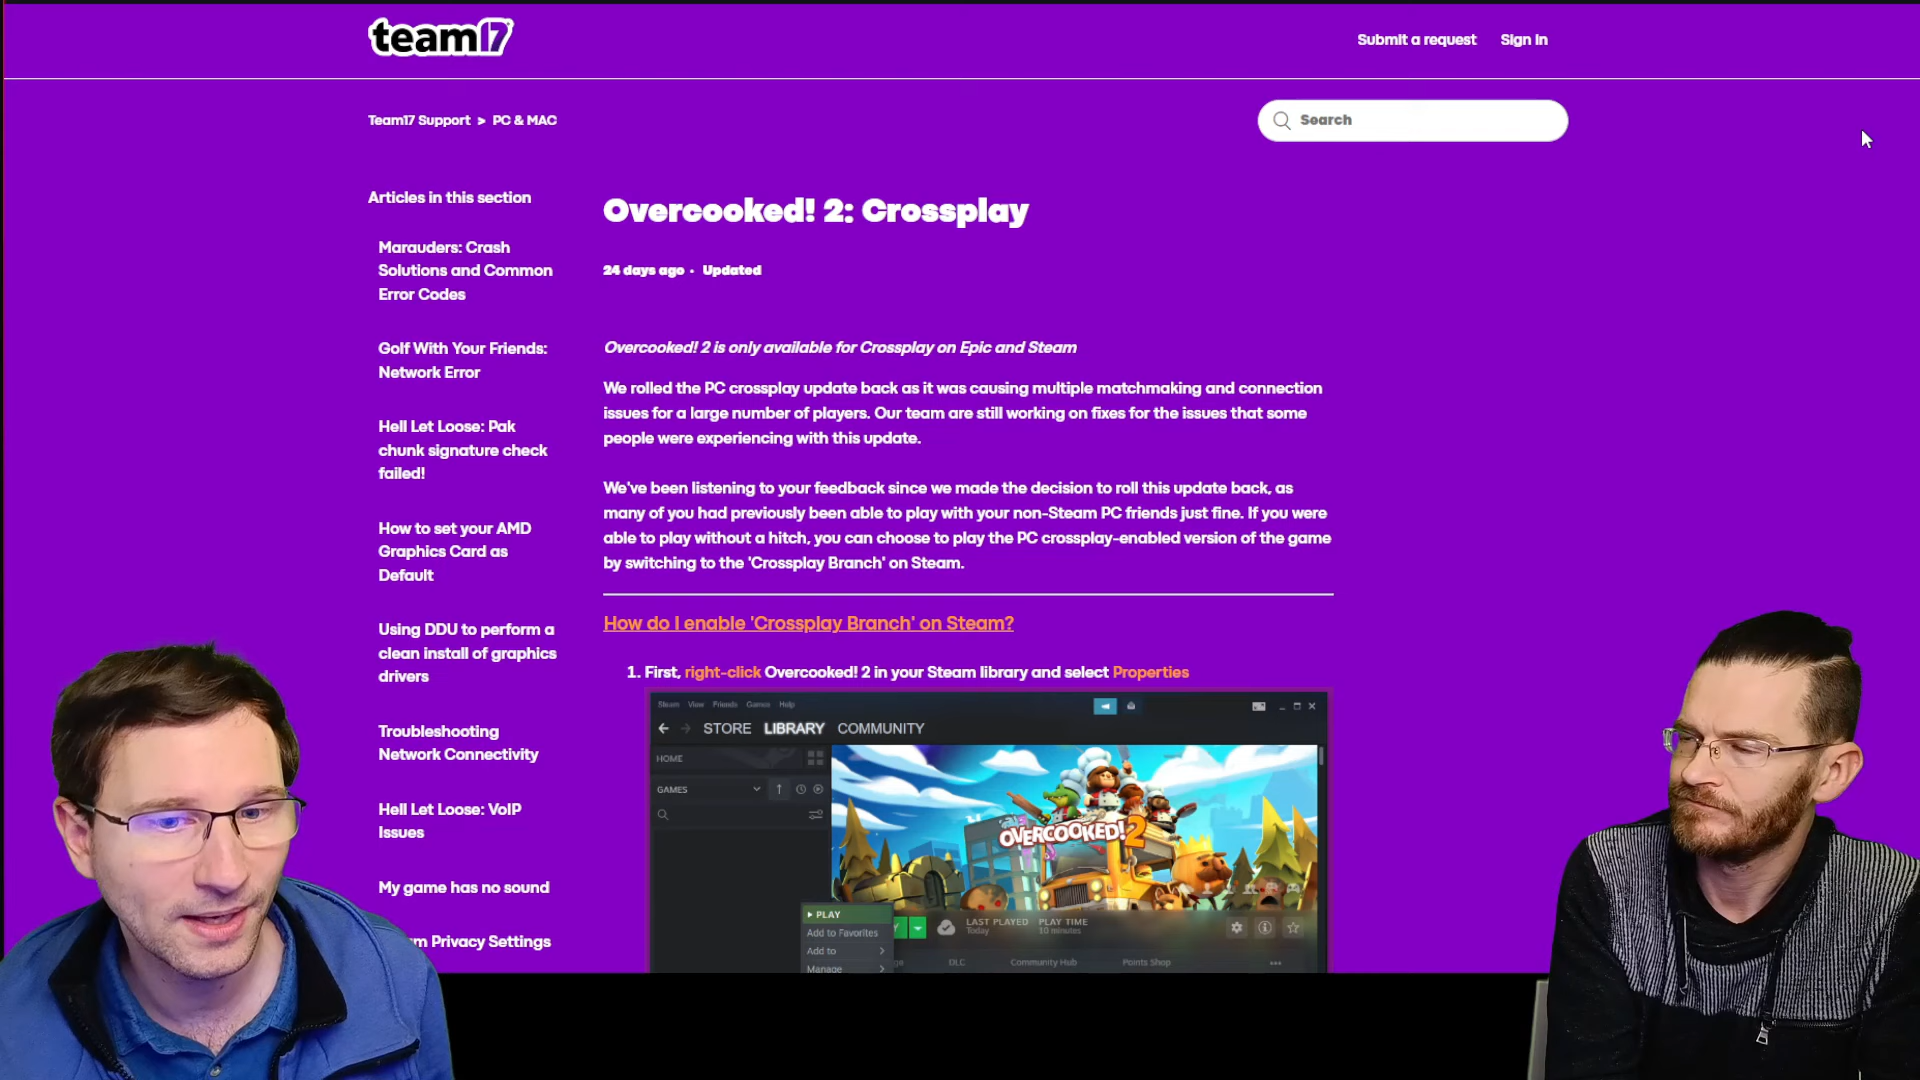 team17
Submit a request
Sign in
Team17 Support > PC & MAC
Search
Articles in this section
Marauders: Crash
Solutions and Common
Error Codes
Golf With Your Friends:
Network Error
Hell Let Loose: Pak
chunk signature check
failed!
How to set your AMD
Graphics Card as
Default
Using DDU to perform a
clean install of graphics
drivers
Troubleshooting
Network Connectivity
Hell Let Loose: VoIP
Issues
My game has no sound
Privacy Settings
Overcooked! 2: Crossplay
24 days ago · Updated
Overcooked! 2 is only available for Crossplay on Epic and Steam
We rolled the PC crossplay update back as it was causing multiple matchmaking and connection
issues for a large number of players. Our team are still working on fixes for the issues that some
people were experiencing with this update.
We've been listening to your feedback since we made the decision to roll this update back, as
many of you had previously been able to play with your non-Steam PC friends just fine. If you were
able to play without a hitch, you can choose to play the PC crossplay-enabled version of the game
by switching to the 'Crossplay Branch' on Steam.
How do I enable 'Crossplay Branch' on Steam?
1. First, right-click Overcooked! 2 in your Steam library and select Properties
Steam View Friends Games Help
STORE LIBRARY COMMUNITY
HOME
GAMES
OVERCOOKED! 2
PLAY
Add to Favorites
Add to
Manage
LAST PLAYED
Today
PLAY TIME
10 minutes
DLC
Community Hub
Points Shop